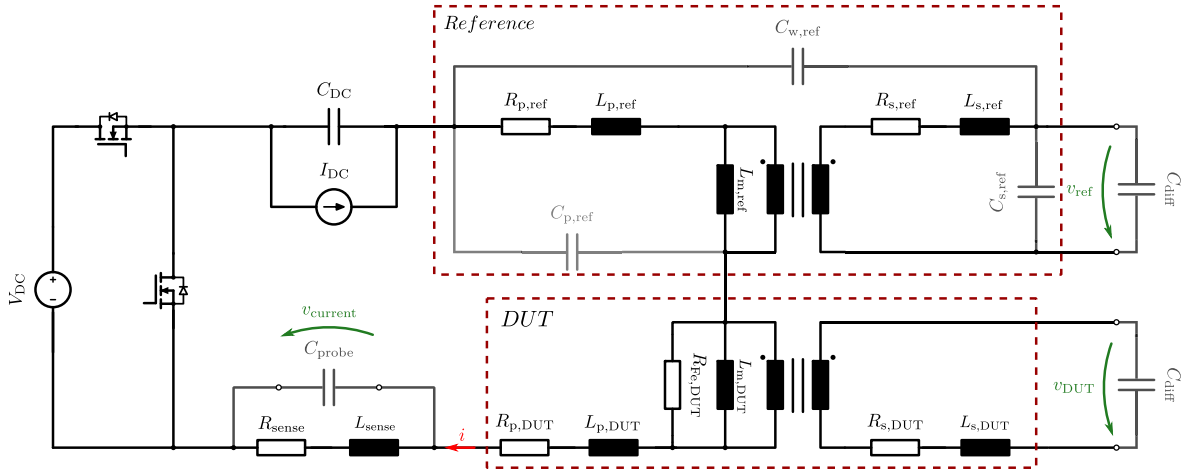 Reference
C_w,ref
C_DC
R_p,ref
L_p,ref
R_s,ref
L_s,ref
I_DC
L_m,ref
C_s,ref
v_ref
C_diff
C_p,ref
V_DC
+
−
v_current
DUT
C_probe
R_Fe,DUT
L_m,DUT
v_DUT
C_diff
R_sense
L_sense
i
R_p,DUT
L_p,DUT
R_s,DUT
L_s,DUT